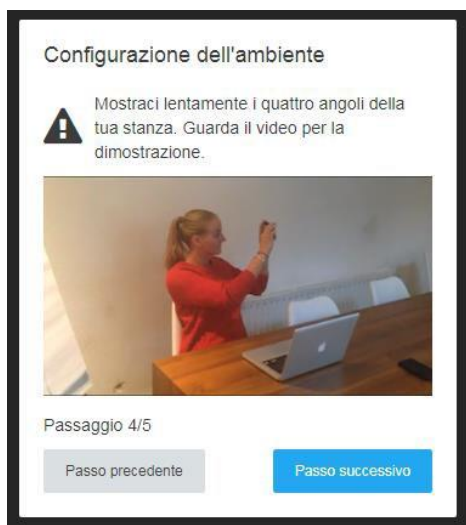 Configurazione dell'ambiente
Mostraci lentamente i quattro angoli della
tua stanza. Guarda il video per la
dimostrazione.
Passaggio 4/5
Passo precedente
Passo successivo